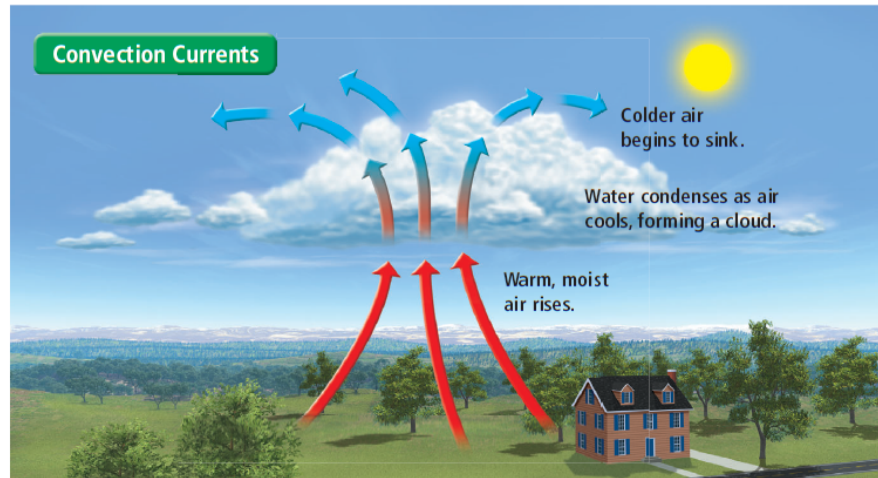 Convection Currents
Colder air
begins to sink.
Water condenses as air
cools, forming a cloud.
Warm, moist
air rises.